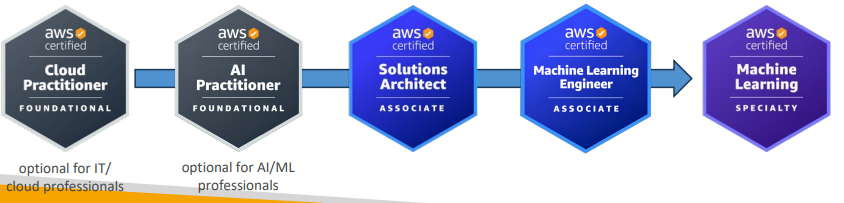 aws
certified
Cloud
Practitioner
FOUNDATIONAL
aws
certified
AI
Practitioner
FOUNDATIONAL
aws
certified
Solutions
Architect
ASSOCIATE
aws
certified
Machine Learning
Engineer
ASSOCIATE
aws
certified
Machine
Learning
SPECIALTY
optional for IT/
cloud professionals
optional for AI/ML
professionals